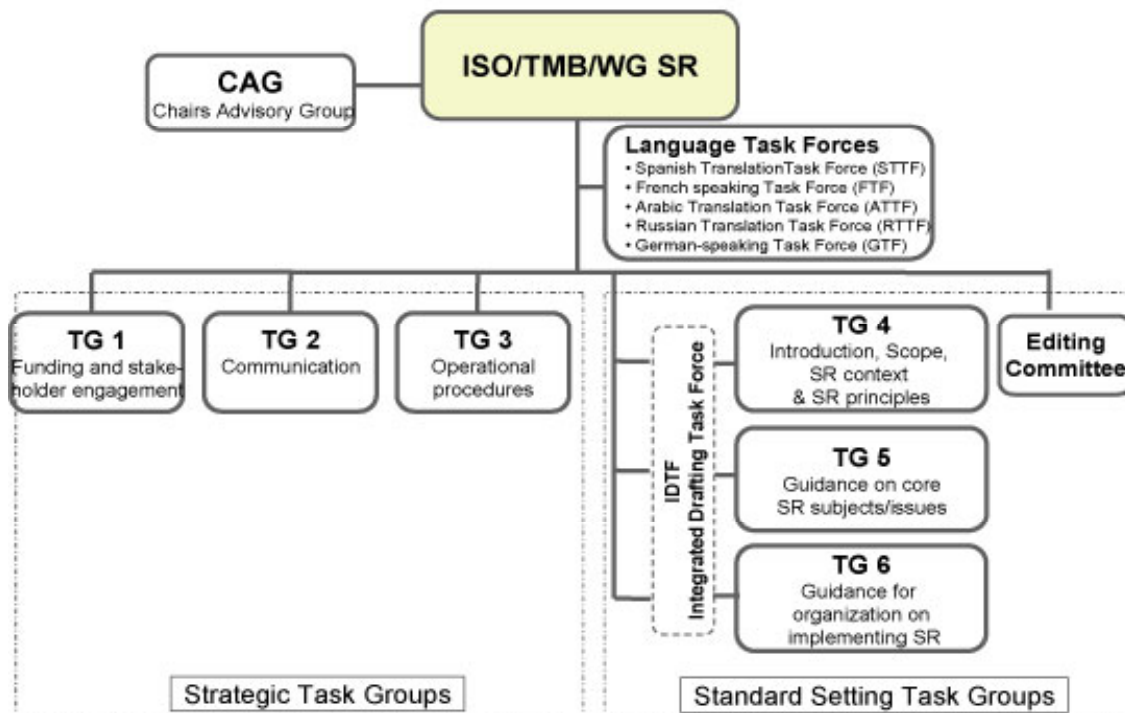 ISO/TMB/WG SR
CAG
Chairs Advisory Group
Language Task Forces
• Spanish TranslationTask Force (STTF)
• French speaking Task Force (FTF)
• Arabic Translation Task Force (ATTF)
• Russian Translation Task Force (RTTF)
• German-speaking Task Force (GTF)
TG 1
Funding and stake-
holder engagement
TG 2
Communication
TG 3
Operational
procedures
IDTF
Integrated Drafting Task Force
TG 4
Introduction, Scope,
SR context
& SR principles
TG 5
Guidance on core
SR subjects/issues
TG 6
Guidance for
organization on
implementing SR
Editing
Committee
Strategic Task Groups
Standard Setting Task Groups